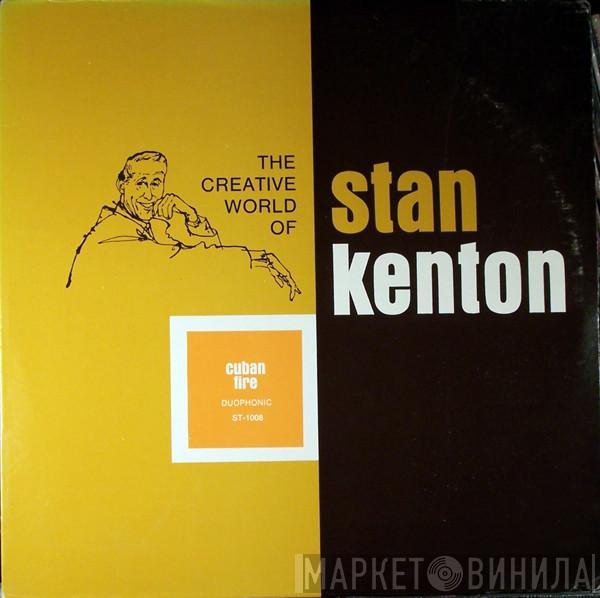 THE
CREATIVE
WORLD
OF
stan
kenton
cuban
fire
DUOPHONIC
ST-1008
МАРКЕТ ВИНИЛА